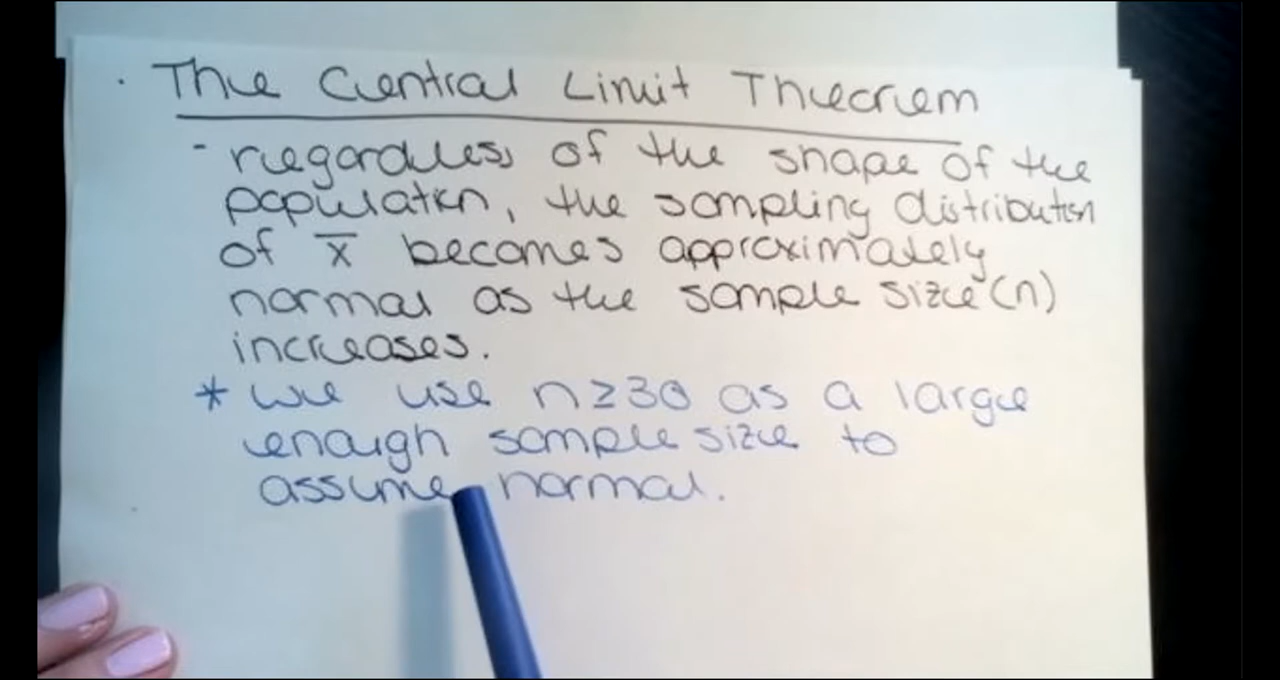 · The Central Limit Theorem
- regardless of the shape of the
population, the sampling distribution
of x̅ becomes approximately
normal as the sample size (n)
increases.
* we use n≥30 as a large
enough sample size to
assume normal.